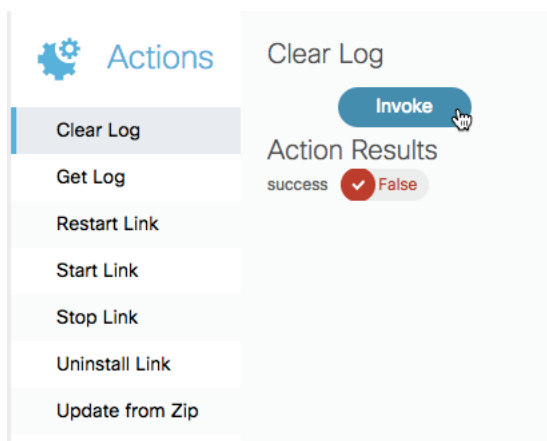 Actions
Clear Log
Get Log
Restart Link
Start Link
Stop Link
Uninstall Link
Update from Zip
Clear Log
Invoke
Action Results
success False